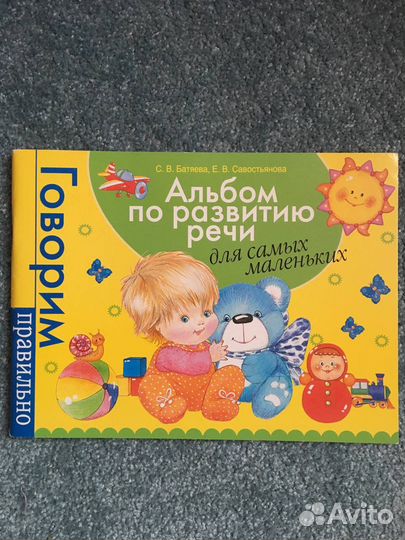 С. В. Батяева, Е. В. Савостьянова
Альбом
по развитию
речи
для самых
маленьких
Говорим
правильно
Avito